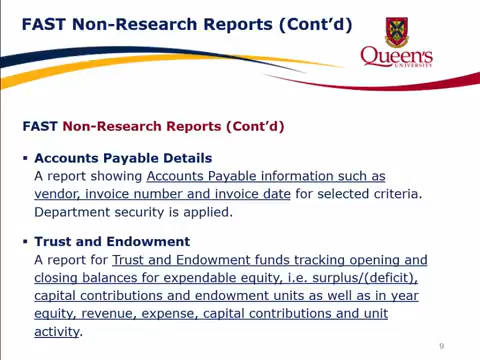 FAST Non-Research Reports (Cont’d)
Queen's
UNIVERSITY
FAST Non-Research Reports (Cont’d)
▪ Accounts Payable Details
A report showing Accounts Payable information such as
vendor, invoice number and invoice date for selected criteria.
Department security is applied.
▪ Trust and Endowment
A report for Trust and Endowment funds tracking opening and
closing balances for expendable equity, i.e. surplus/(deficit),
capital contributions and endowment units as well as in year
equity, revenue, expense, capital contributions and unit
activity.
9